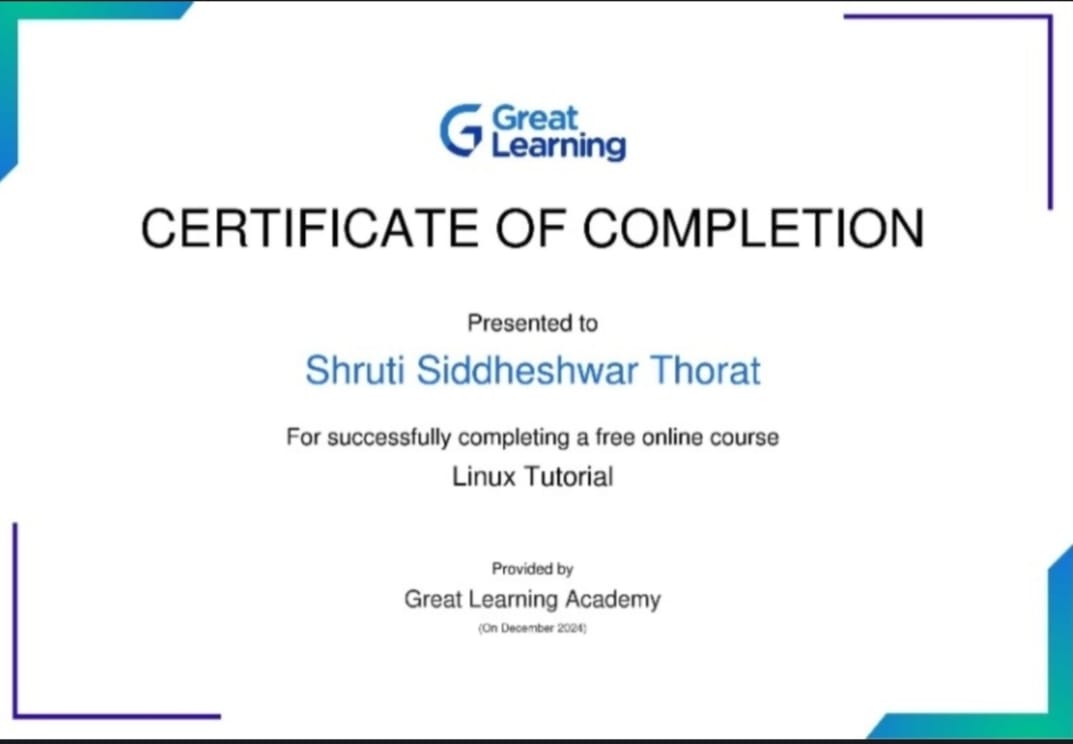 Great
Learning
CERTIFICATE OF COMPLETION
Presented to
Shruti Siddheshwar Thorat
For successfully completing a free online course
Linux Tutorial
Provided by
Great Learning Academy
(On December 2024)